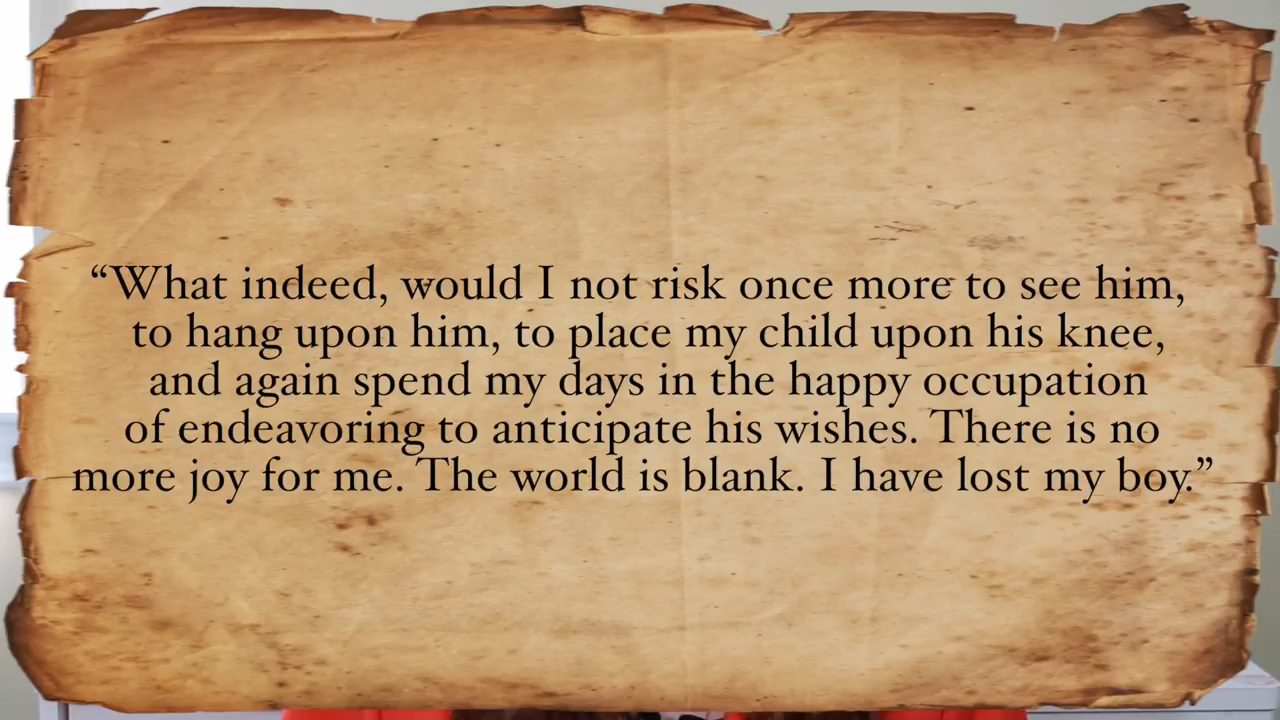 “What indeed, would I not risk once more to see him,
to hang upon him, to place my child upon his knee,
and again spend my days in the happy occupation
of endeavoring to anticipate his wishes. There is no
more joy for me. The world is blank. I have lost my boy.”